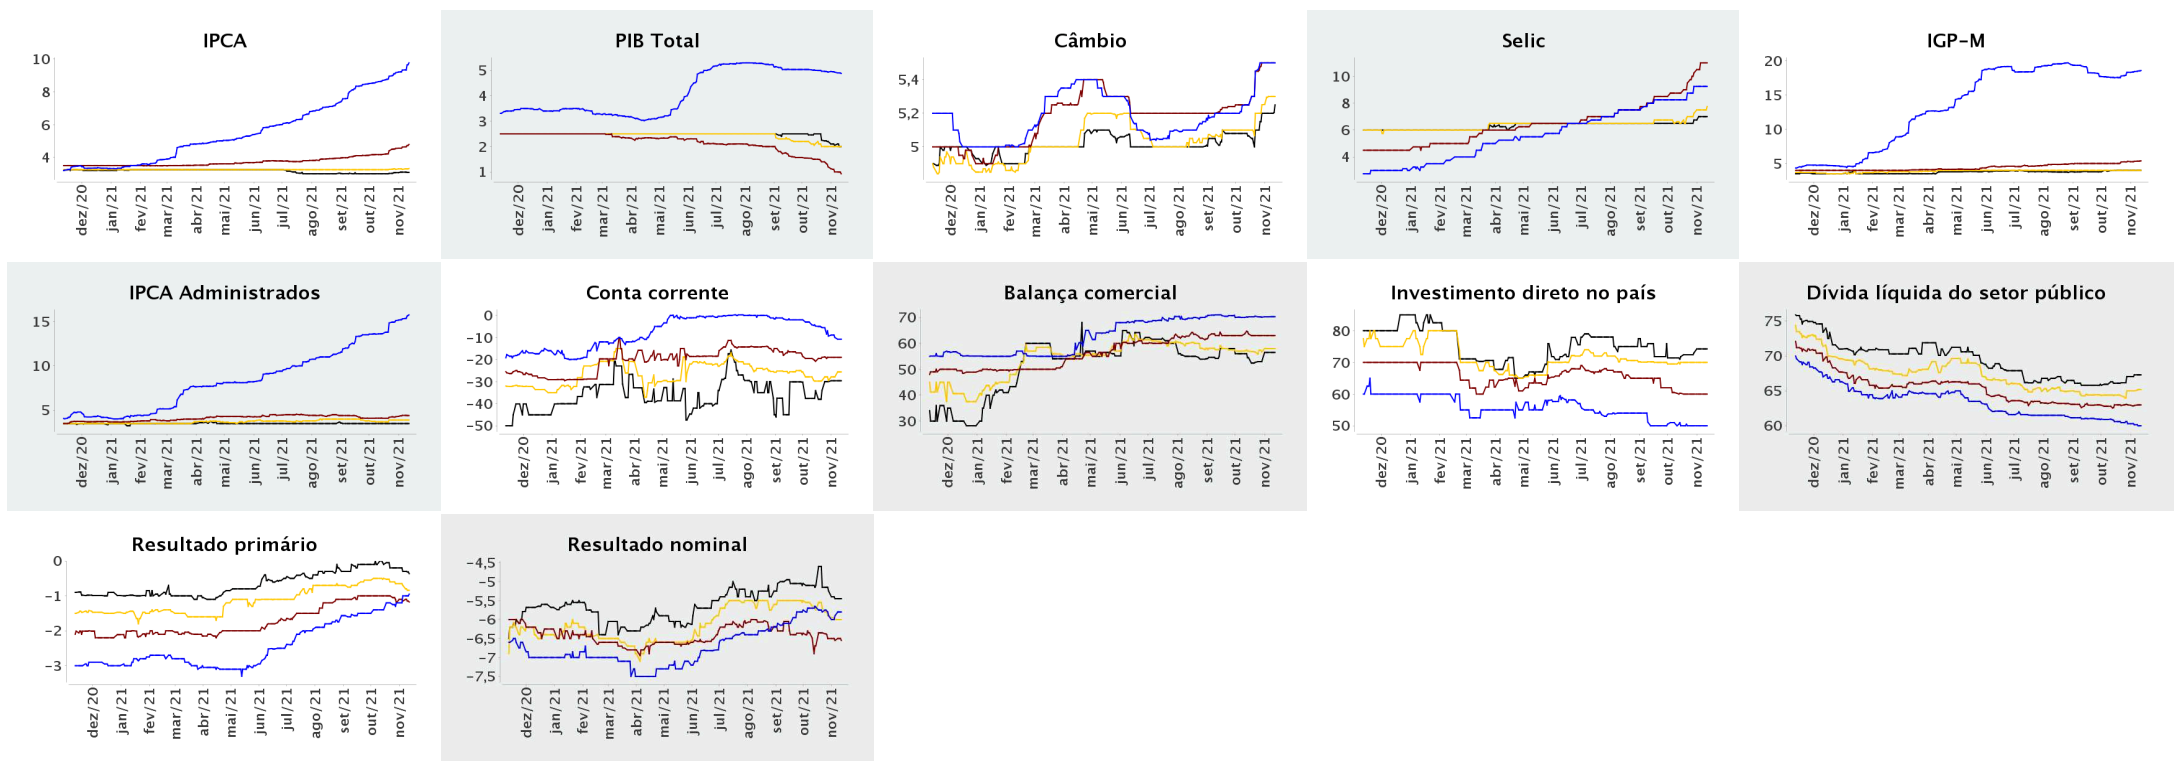 IPCA
10
8
6
4
dez/20
jan/21
fev/21
mar/21
abr/21
mai/21
jun/21
jul/21
ago/21
set/21
out/21
nov/21
PIB Total
5
4
3
2
1
dez/20
jan/21
fev/21
mar/21
abr/21
mai/21
jun/21
jul/21
ago/21
set/21
out/21
nov/21
Câmbio
5,4
5,2
5
dez/20
jan/21
fev/21
mar/21
abr/21
mai/21
jun/21
jul/21
ago/21
set/21
out/21
nov/21
Selic
10
8
6
4
dez/20
jan/21
fev/21
mar/21
abr/21
mai/21
jun/21
jul/21
ago/21
set/21
out/21
nov/21
IGP-M
20
15
10
5
dez/20
jan/21
fev/21
mar/21
abr/21
mai/21
jun/21
jul/21
ago/21
set/21
out/21
nov/21
IPCA Administrados
15
10
5
dez/20
jan/21
fev/21
mar/21
abr/21
mai/21
jun/21
jul/21
ago/21
set/21
out/21
nov/21
Conta corrente
0
-10
-20
-30
-40
-50
dez/20
jan/21
fev/21
mar/21
abr/21
mai/21
jun/21
jul/21
ago/21
set/21
out/21
nov/21
Balança comercial
70
60
50
40
30
dez/20
jan/21
fev/21
mar/21
abr/21
mai/21
jun/21
jul/21
ago/21
set/21
out/21
nov/21
Investimento direto no país
80
70
60
50
dez/20
jan/21
fev/21
mar/21
abr/21
mai/21
jun/21
jul/21
ago/21
set/21
out/21
nov/21
Dívida líquida do setor público
75
70
65
60
dez/20
jan/21
fev/21
mar/21
abr/21
mai/21
jun/21
jul/21
ago/21
set/21
out/21
nov/21
Resultado primário
0
-1
-2
-3
dez/20
jan/21
fev/21
mar/21
abr/21
mai/21
jun/21
jul/21
ago/21
set/21
out/21
nov/21
Resultado nominal
-4,5
-5
-5,5
-6
-6,5
-7
-7,5
dez/20
jan/21
fev/21
mar/21
abr/21
mai/21
jun/21
jul/21
ago/21
set/21
out/21
nov/21